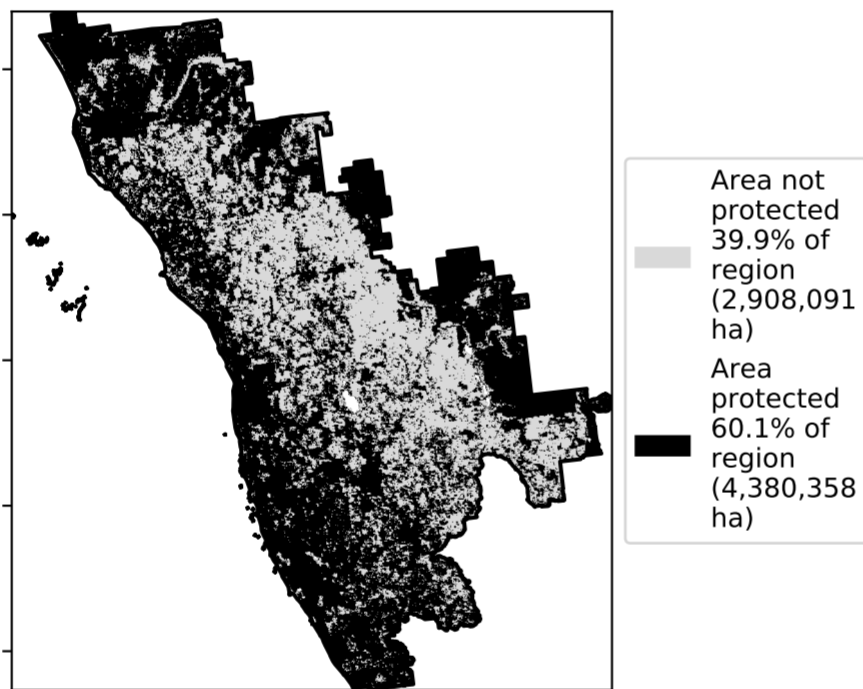 Area not
protected
39.9% of
region
(2,908,091
ha)
Area
protected
60.1% of
region
(4,380,358
ha)